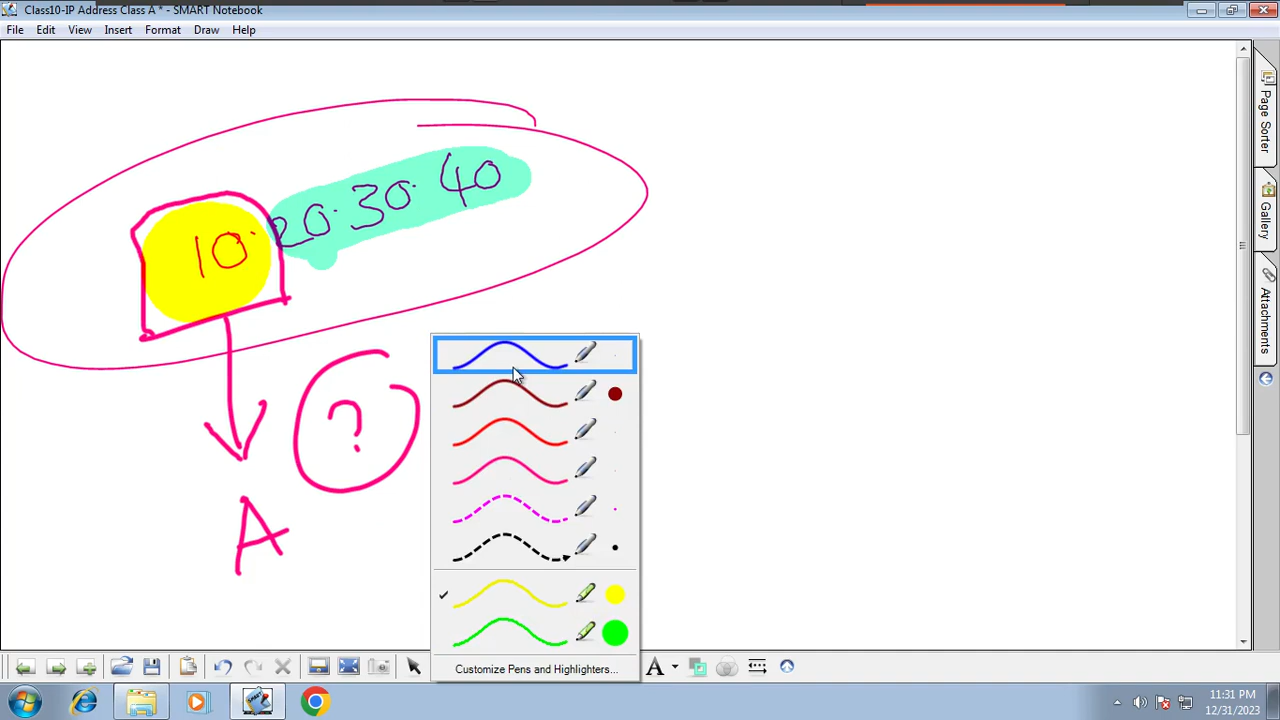 Class10-IP Address Class A * - SMART Notebook
File Edit View Insert Format Draw Help
10.20.30.40
?
A
Page Sorter
Gallery
Attachments
Customize Pens and Highlighters...
A
11:31 PM
12/31/2023